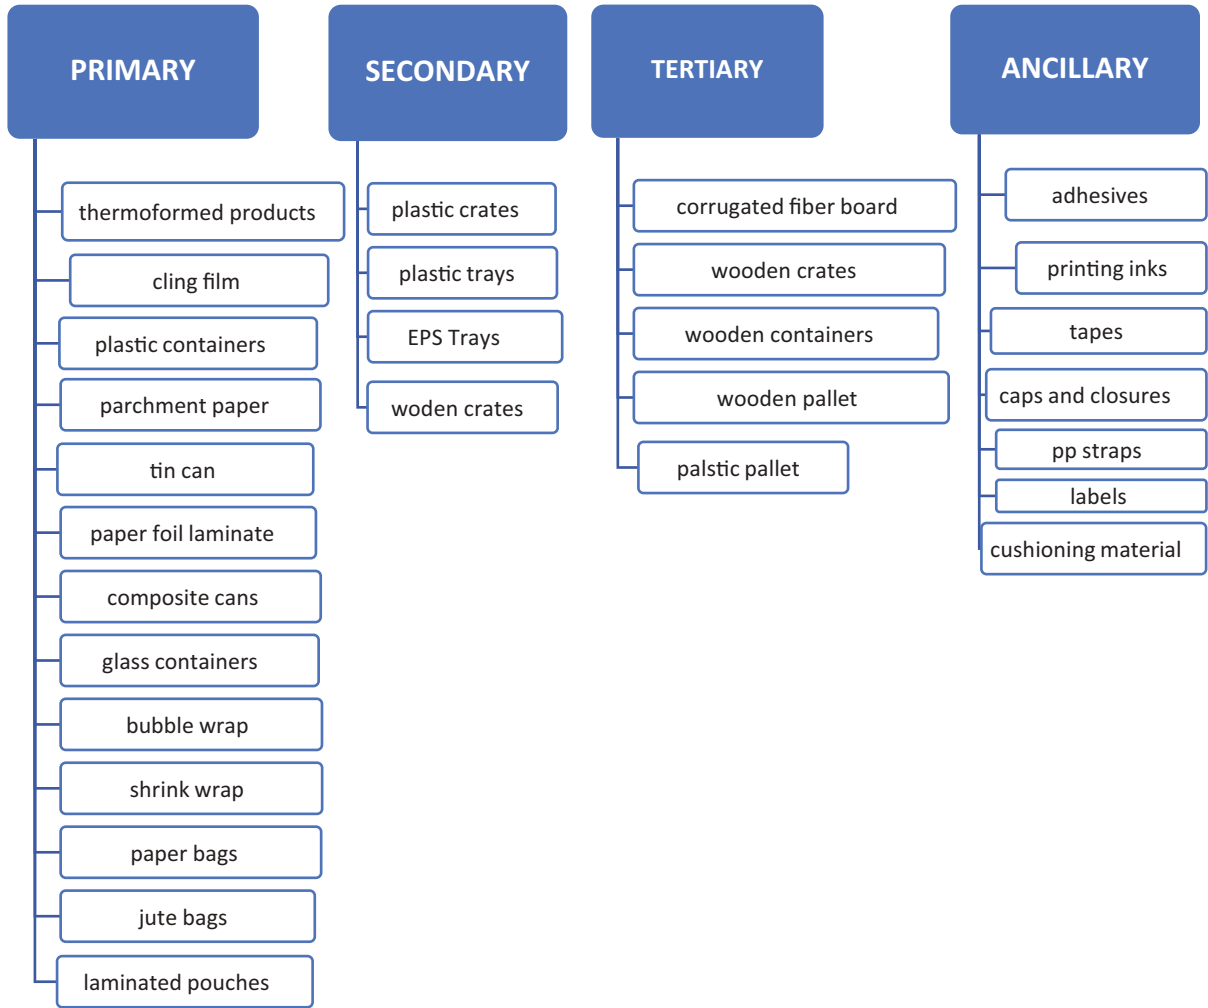 PRIMARY
thermoformed products
cling film
plastic containers
parchment paper
tin can
paper foil laminate
composite cans
glass containers
bubble wrap
shrink wrap
paper bags
jute bags
laminated pouches
SECONDARY
plastic crates
plastic trays
EPS Trays
woden crates
TERTIARY
corrugated fiber board
wooden crates
wooden containers
wooden pallet
palstic pallet
ANCILLARY
adhesives
printing inks
tapes
caps and closures
pp straps
labels
cushioning material